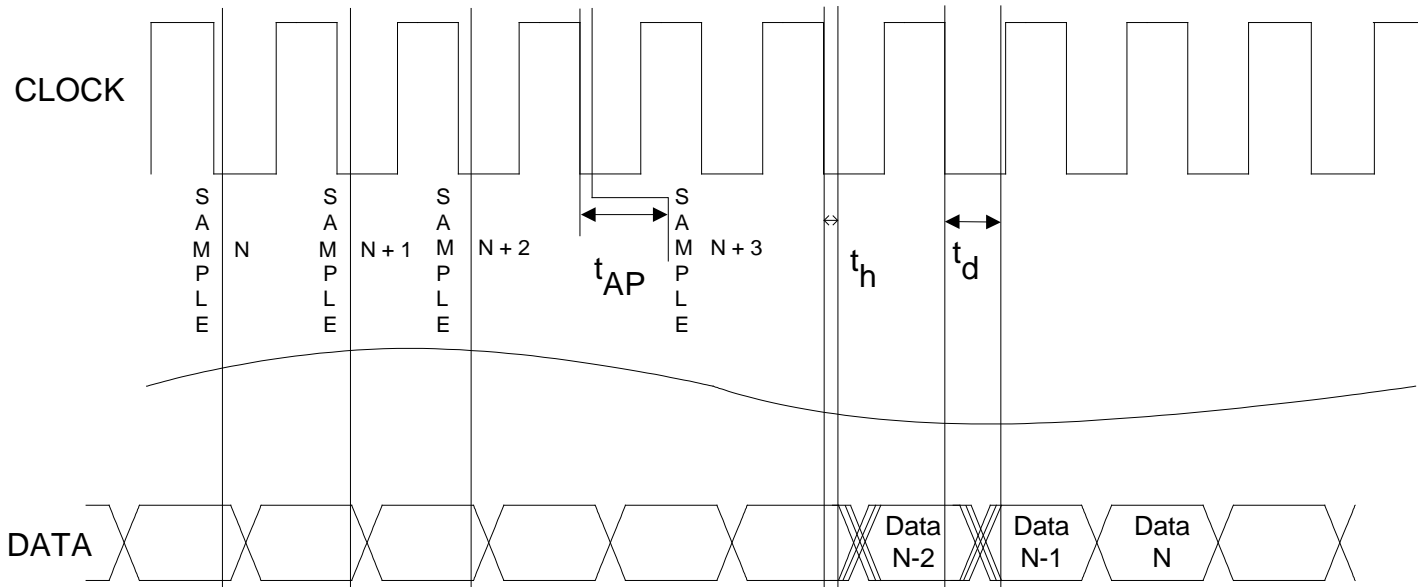 CLOCK
SAMPLE
N
SAMPLE
N + 1
SAMPLE
N + 2
tAP
SAMPLE
N + 3
th
td
DATA
Data
N-2
Data
N-1
Data
N